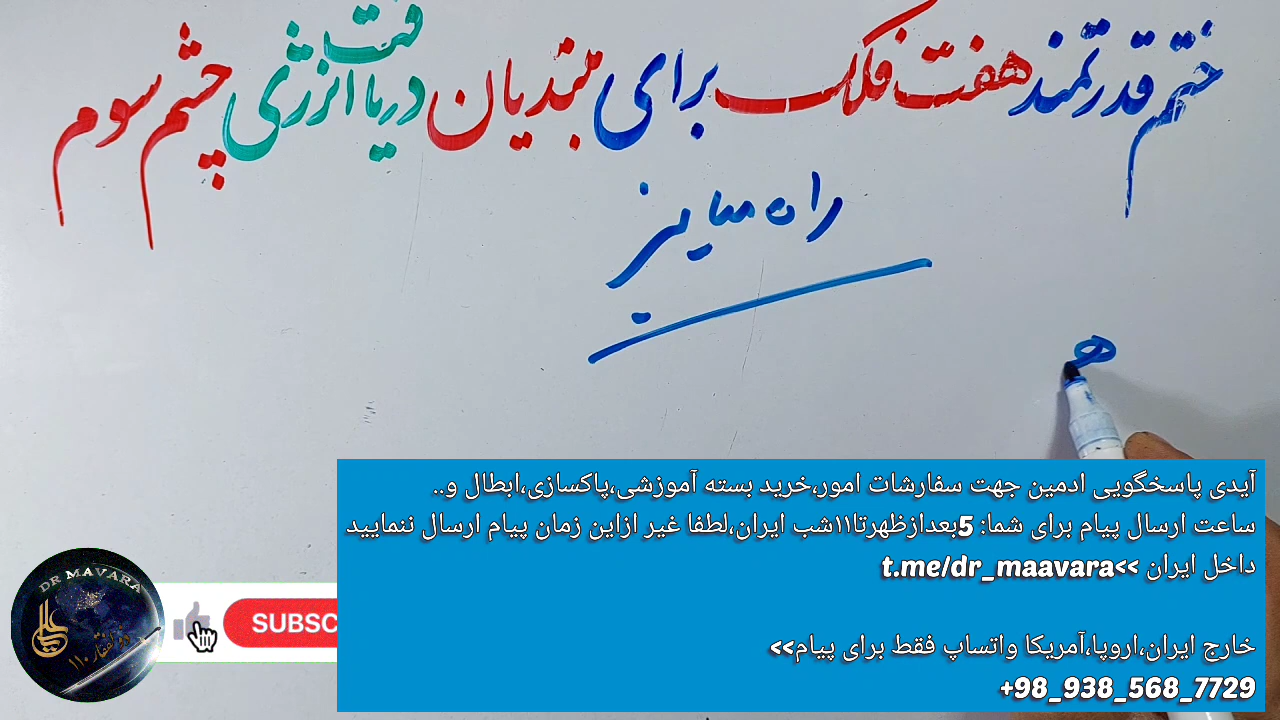 ختم قدرتمند هفت فلک برای مبتدیان دریافت انرژی چشم سوم
آیدی پاسخگویی ادمین جهت سفارشات امور،خرید بسته آموزشی،پاکسازی،ابطال و..
ساعت ارسال پیام برای شما: 5بعدازظهرتا۱۱شب ایران،لطفا غیر ازاین زمان پیام ارسال ننمایید
داخل ایران >>t.me/dr_maavara
خارج ایران،اروپا،آمریکا واتساپ فقط برای پیام>>
+98_938_568_7729
DR MAVARA
ذوالفقار ۱۱۰
SUBSC